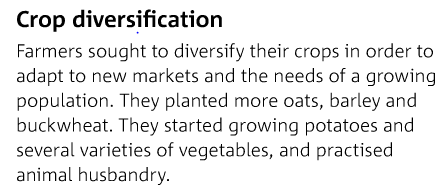 Crop diversification
Farmers sought to diversify their crops in order to
adapt to new markets and the needs of a growing
population. They planted more oats, barley and
buckwheat. They started growing potatoes and
several varieties of vegetables, and practised
animal husbandry.